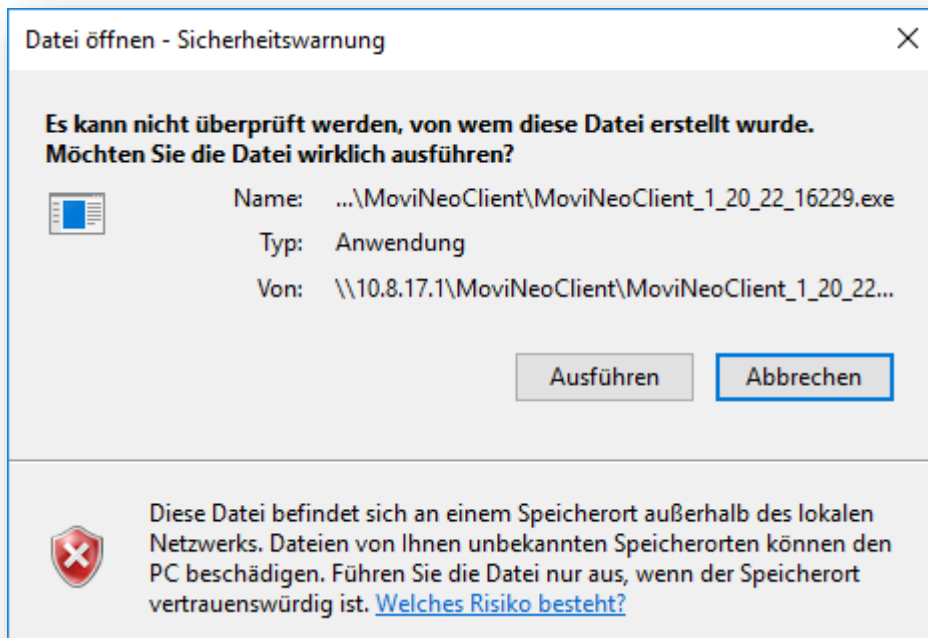 Datei öffnen - Sicherheitswarnung
Es kann nicht überprüft werden, von wem diese Datei erstellt wurde.
Möchten Sie die Datei wirklich ausführen?
Name: ...\MoviNeoClient\MoviNeoClient_1_20_22_16229.exe
Typ: Anwendung
Von: \\10.8.17.1\MoviNeoClient\MoviNeoClient_1_20_22...
Ausführen Abbrechen
Diese Datei befindet sich an einem Speicherort außerhalb des lokalen
Netzwerks. Dateien von Ihnen unbekannten Speicherorten können den
PC beschädigen. Führen Sie die Datei nur aus, wenn der Speicherort
vertrauenswürdig ist. Welches Risiko besteht?